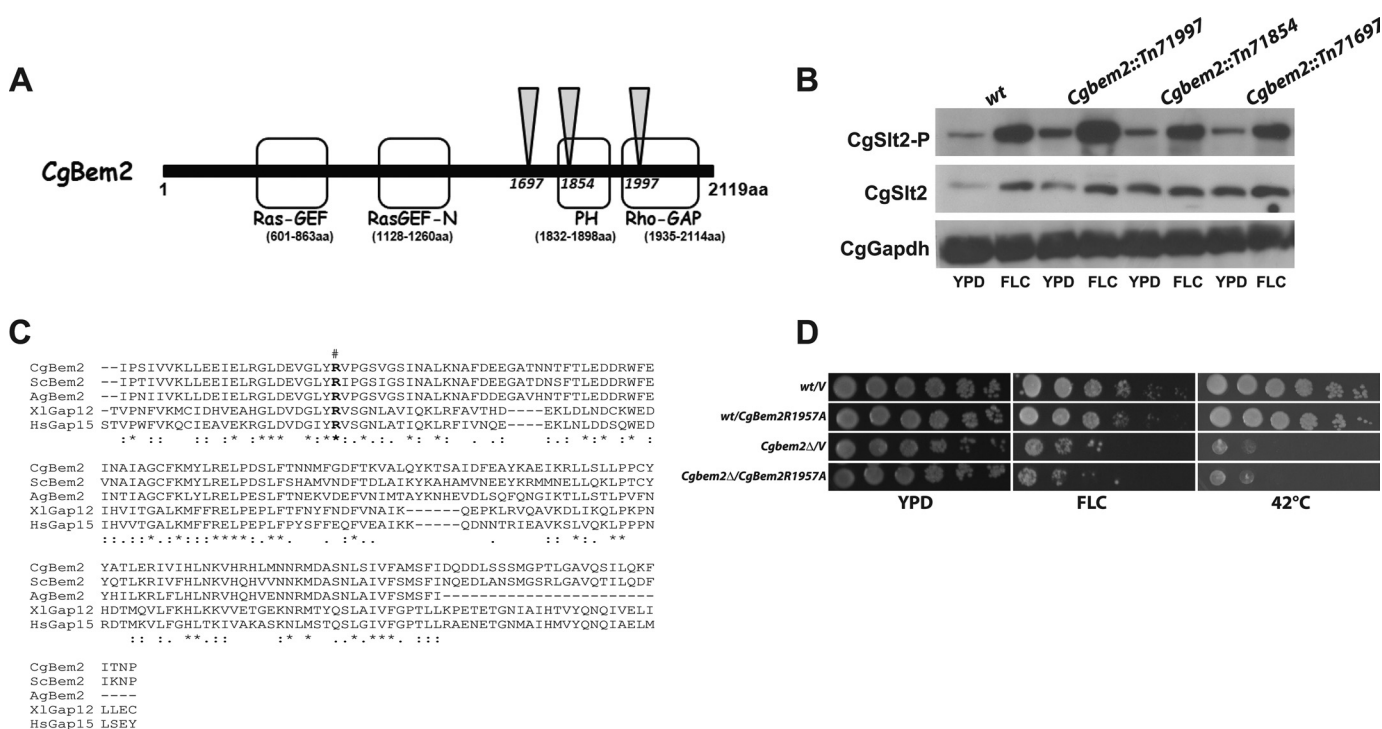 A
CgBem2
1
1697
1854
1997
2119aa
Ras-GEF
(601-863aa)
RasGEF-N
(1128-1260aa)
PH
(1832-1898aa)
Rho-GAP
(1935-2114aa)
B
wt
Cgbem2::Tn71997
Cgbem2::Tn71854
Cgbem2::Tn71697
CgSlt2-P
CgSlt2
CgGapdh
YPD FLC YPD FLC YPD FLC YPD FLC
C
#
CgBem2 --IPSIVVKLLEEIELRGLDEVGLYRVPGSVGSINALKNAFDEEGATNNTFTLEDDRWFE
ScBem2 --IPTIVVKLLEEIELRGLDEVGLYRIPGSIGSINALKNAFDEEGATDNSFTLEDDRWFE
AgBem2 --IPNIIVKLLEEIELRGLDEVGLYRIPGSVGSINALKNAFDEEGAVHNTFTLEDDRWFE
XlGap12 -TVPNFVKMCIDHVEAHGLDVDGLYRVSGNLAVIQKLRFAVTHD----EKLDLNDCKWED
HsGap15 STVPWFVKQCIEAVEKRGLDVDGIYRVSGNLATIQKLRFIVNQE----EKLNLDDSQWED
:* .:: : :* :*** *:**:.*.:. *: *: . : : *:* :* :
CgBem2 INAIAGCFKMYLRELPDSLFTNNMFGDFTKVALQYKTSAIDFEAYKAEIKRLLSLLPPCY
ScBem2 VNAIAGCFKMYLRELPDSLFSHAMVNDFTDLAIKYKAHAMVNEEYKRMMNELLQKLPTCY
AgBem2 INTIAGCFKLYLRELPESLFTNEKVDEFVNIMTAYKNHEVDLSQFQNGIKTLLSTLPVFN
XlGap12 IHVVTGALKMFFRELPEPLFTFNYFNDFVNAIK------QEPKLRVQAVKDLIKQLPKPN
HsGap15 IHVITGALKMFFRELPEPLFPYSFFEQFVEAIKK-----QDNNTRIEAVKSLVQKLPPPN
::.::*.:*:::****:.**. . :*. . :: *:. **
CgBem2 YATLERIVIHLNKVHRHLMNNRMDASNLSIVFAMSFIDQDDLSSSMGPTLGAVQSILQKF
ScBem2 YQTLKRIVFHLNKVHQHVVNNKMDASNLAIVFSMSFINQEDLANSMGSRLGAVQTILQDF
AgBem2 YHILKRLFLHLNRVHQHVEKNRMDASNLAIVFSMSFI-----------------------
XlGap12 HDTMQVLFKHLKKVVETGEKNRMTYQSLAIVFGPTLLKPETETGNIAIHTVYQNQIVELI
HsGap15 RDTMKVLFGHLTKIVAKASKNLMSTQSLGIVFGPTLLRAENETGNMAIHMVYQNQIAELM
:: :. **.:: :* * ..*.***. :::
CgBem2 ITNP
ScBem2 IKNP
AgBem2 ----
XlGap12 LLEC
HsGap15 LSEY
D
wt/V
wt/CgBem2R1957A
Cgbem2Δ/V
Cgbem2Δ/CgBem2R1957A
YPD
FLC
42°C